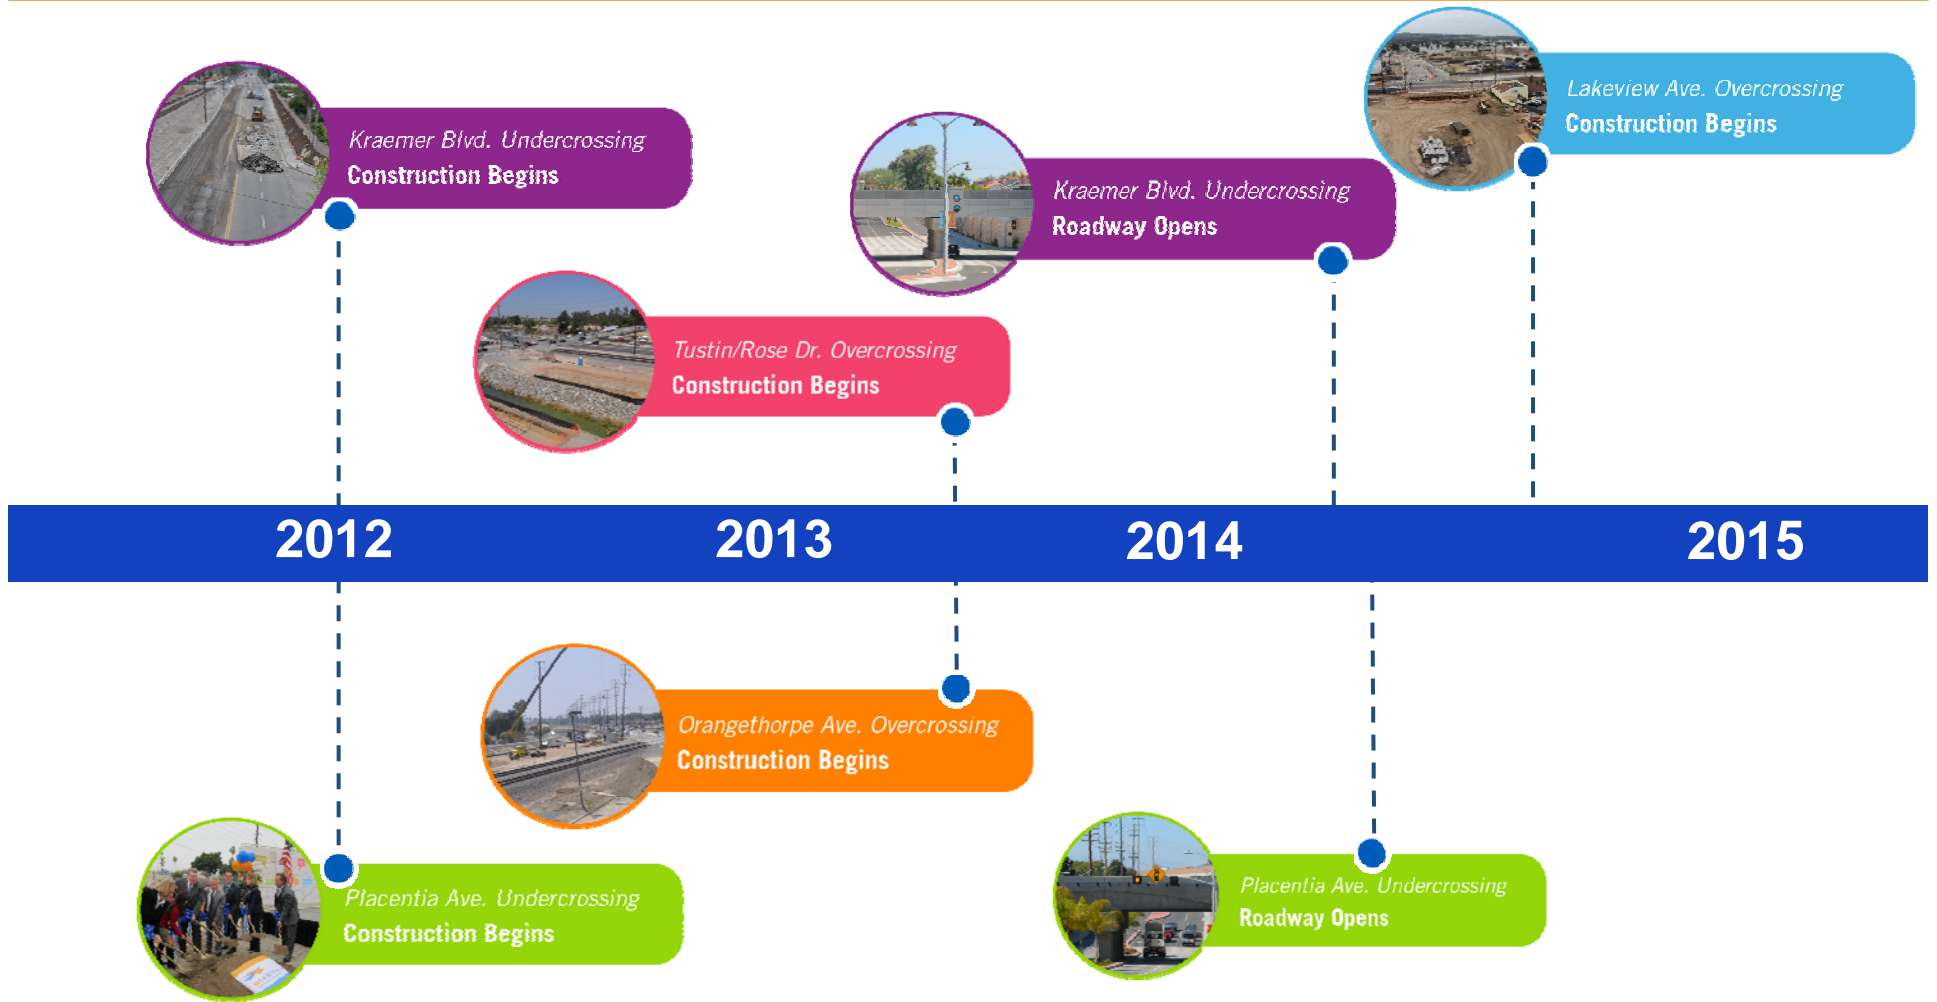 Lakeview Ave. Overcrossing
Construction Begins
Kraemer Blvd. Undercrossing
Construction Begins
Kraemer Blvd. Undercrossing
Roadway Opens
Tustin/Rose Dr. Overcrossing
Construction Begins
2012
2013
2014
2015
Orangethorpe Ave. Overcrossing
Construction Begins
Placentia Ave. Undercrossing
Construction Begins
Placentia Ave. Undercrossing
Roadway Opens